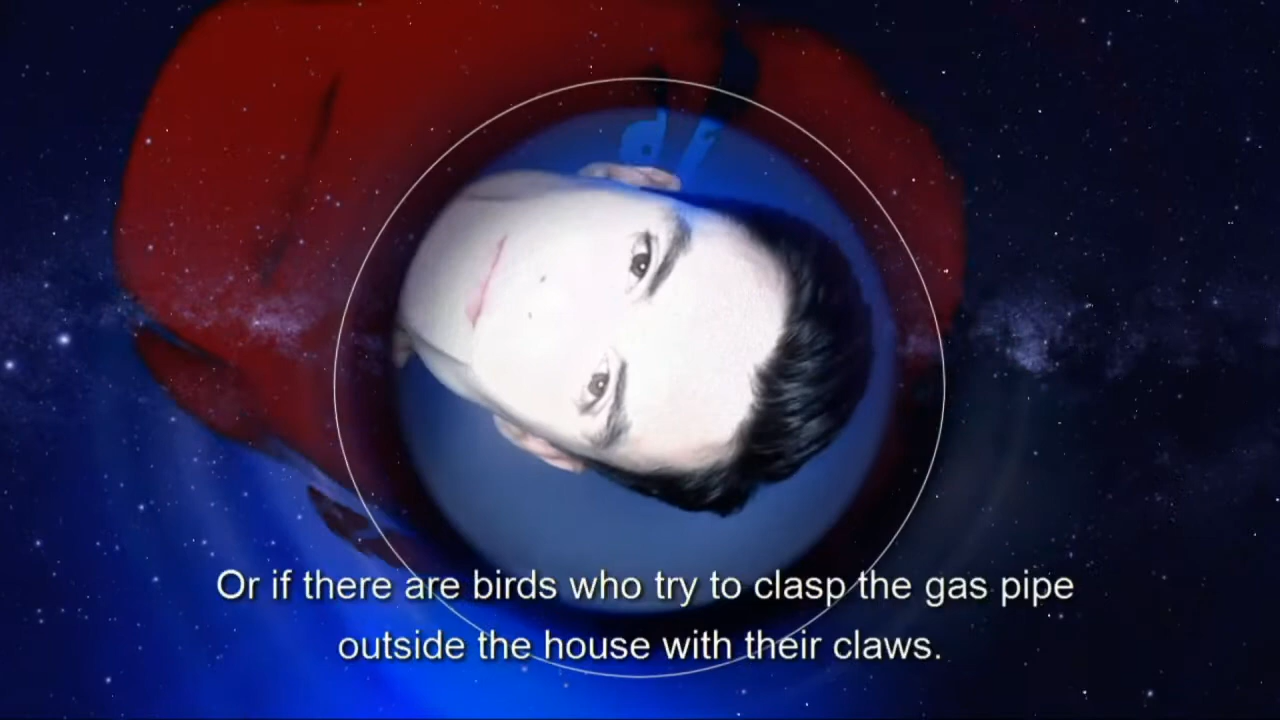 Or if there are birds who try to clasp the gas pipe
outside the house with their claws.